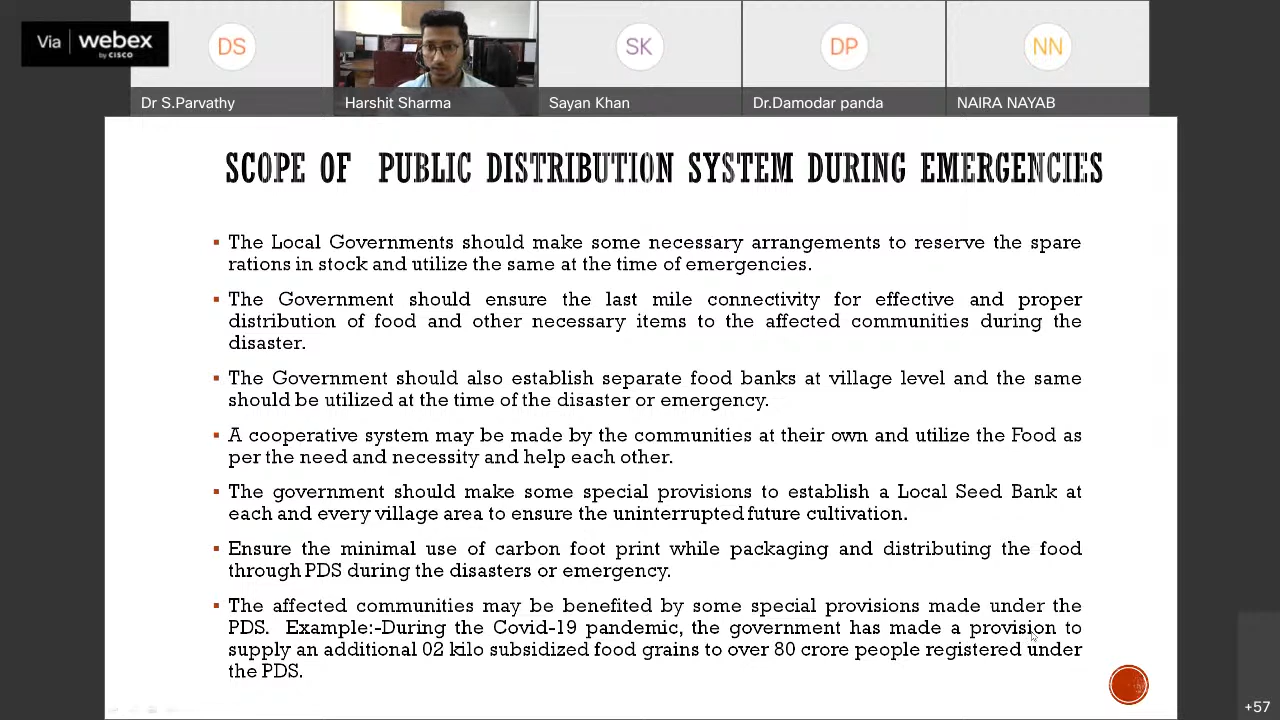 Via webex
by CISCO
DS
SK
DP
NN
Dr S.Parvathy
Harshit Sharma
Sayan Khan
Dr.Damodar panda
NAIRA NAYAB
SCOPE OF PUBLIC DISTRIBUTION SYSTEM DURING EMERGENCIES
▪ The Local Governments should make some necessary arrangements to reserve the spare
rations in stock and utilize the same at the time of emergencies.
▪ The Government should ensure the last mile connectivity for effective and proper
distribution of food and other necessary items to the affected communities during the
disaster.
▪ The Government should also establish separate food banks at village level and the same
should be utilized at the time of the disaster or emergency.
▪ A cooperative system may be made by the communities at their own and utilize the Food as
per the need and necessity and help each other.
▪ The government should make some special provisions to establish a Local Seed Bank at
each and every village area to ensure the uninterrupted future cultivation.
▪ Ensure the minimal use of carbon foot print while packaging and distributing the food
through PDS during the disasters or emergency.
▪ The affected communities may be benefited by some special provisions made under the
PDS. Example:-During the Covid-19 pandemic, the government has made a provision to
supply an additional 02 kilo subsidized food grains to over 80 crore people registered under
the PDS.
+57